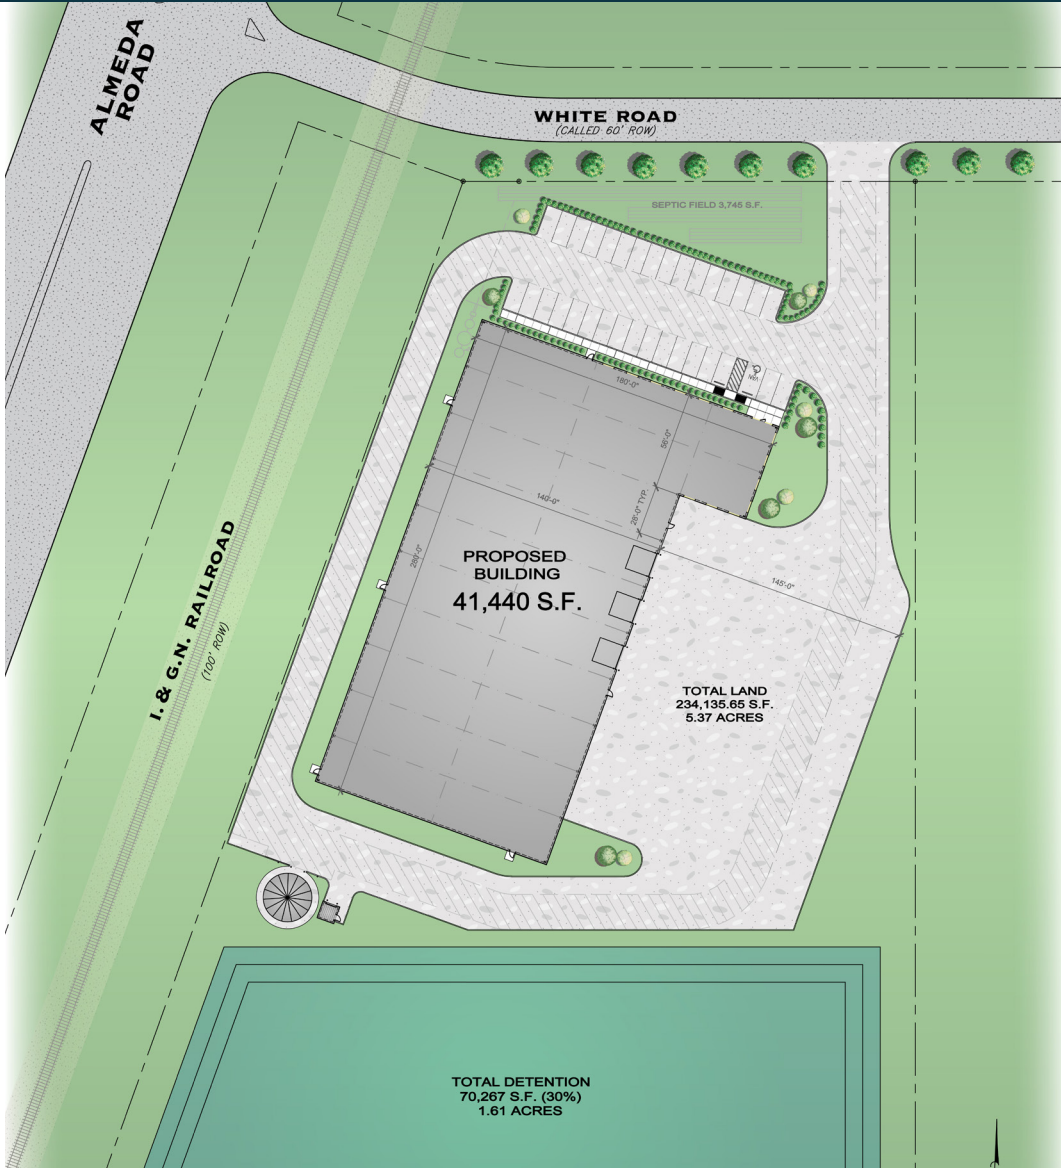 ALMEDA
ROAD
WHITE ROAD
(CALLED 60' ROW)
SEPTIC FIELD 3,745 S.F.
VAN
180'-0"
56'-0"
28'-0" TYP.
140'-0"
280'-0"
PROPOSED
BUILDING
41,440 S.F.
145'-0"
I. & G.N. RAILROAD
(100' ROW)
TOTAL LAND
234,135.65 S.F.
5.37 ACRES
TOTAL DETENTION
70,267 S.F. (30%)
1.61 ACRES